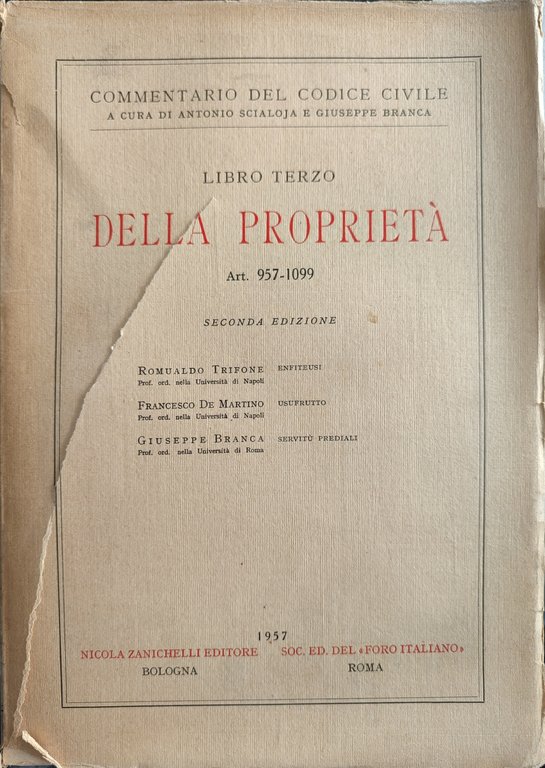 COMMENTARIO DEL CODICE CIVILE
A CURA DI ANTONIO SCIALOJA E GIUSEPPE BRANCA
LIBRO TERZO
DELLA PROPRIETÀ
Art. 957-1099
SECONDA EDIZIONE
ROMUALDO TRIFONE ENFITEUSI
Prof. ord. nella Università di Napoli
FRANCESCO DE MARTINO USUFRUTTO
Prof. ord. nella Università di Napoli
GIUSEPPE BRANCA SERVITÙ PREDIALI
Prof. ord. nella Università di Roma
1957
NICOLA ZANICHELLI EDITORE SOC. ED. DEL «FORO ITALIANO»
BOLOGNA ROMA